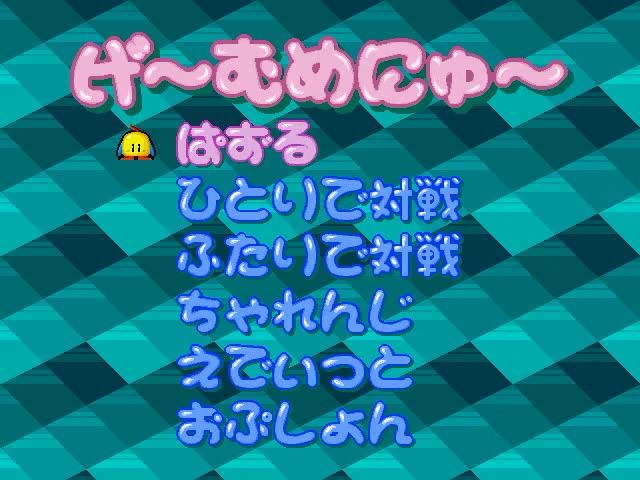 げ〜むめにゅ〜
ぱずる
ひとりで対戦
ふたりで対戦
ちゃれんじ
えでぃっと
おぷしょん